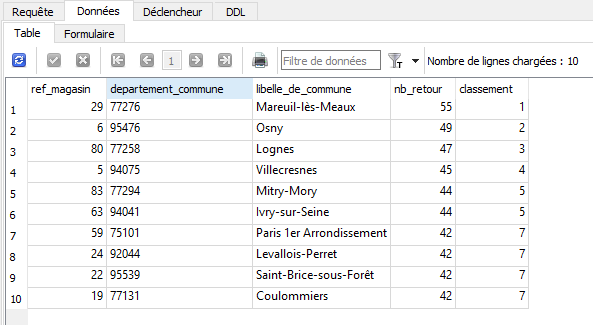 Requête Données Déclencheur DDL
Table Formulaire
1 Filtre de données T Nombre de lignes chargées : 10
ref_magasin departement_commune libelle_de_commune nb_retour classement
1 29 77276 Mareuil-lès-Meaux 55 1
2 6 95476 Osny 49 2
3 80 77258 Lognes 47 3
4 5 94075 Villecresnes 45 4
5 83 77294 Mitry-Mory 44 5
6 63 94041 Ivry-sur-Seine 44 5
7 59 75101 Paris 1er Arrondissement 42 7
8 24 92044 Levallois-Perret 42 7
9 22 95539 Saint-Brice-sous-Forêt 42 7
10 19 77131 Coulommiers 42 7